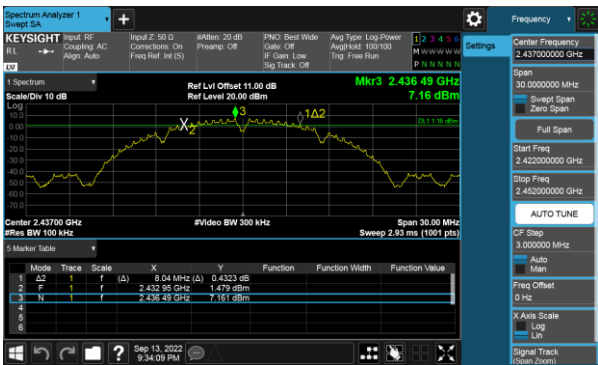 Spectrum Analyzer 1
Swept SA
+
Frequency
KEYSIGHT
RL
LXI
Input: RF
Coupling: AC
Align: Auto
Input Z: 50 Ω
Corrections: On
Freq Ref: Int (S)
#Atten: 20 dB
Preamp: Off
PNO: Best Wide
Gate: Off
IF Gain: Low
Sig Track: Off
Avg Type: Log-Power
Avg|Hold: 100/100
Trig: Free Run
1 2 3 4 5 6
M W W W W W
P N N N N N
Settings
1 Spectrum
Scale/Div 10 dB
Ref Lvl Offset 11.00 dB
Ref Level 20.00 dBm
Mkr3 2.436 49 GHz
7.16 dBm
Log
10.0
0.00
-10.0
-20.0
-30.0
-40.0
-50.0
-60.0
-70.0
2
3
1Δ2
DL1 1.16 dBm
Center 2.43700 GHz
#Res BW 100 kHz
#Video BW 300 kHz
Span 30.00 MHz
Sweep 2.93 ms (1001 pts)
5 Marker Table
Mode Trace Scale X Y Function Function Width Function Value
1 Δ2 1 f (Δ) 8.04 MHz (Δ) 0.4323 dB
2 F 1 f 2.432 95 GHz 1.479 dBm
3 N 1 f 2.436 49 GHz 7.161 dBm
4
5
6
Center Frequency
2.437000000 GHz
Span
30.0000000 MHz
Swept Span
Zero Span
Full Span
Start Freq
2.422000000 GHz
Stop Freq
2.452000000 GHz
AUTO TUNE
CF Step
3.000000 MHz
Auto
Man
Freq Offset
0 Hz
X Axis Scale
Log
Lin
Signal Track
(Span Zoom)
?
Sep 13, 2022
9:34:09 PM